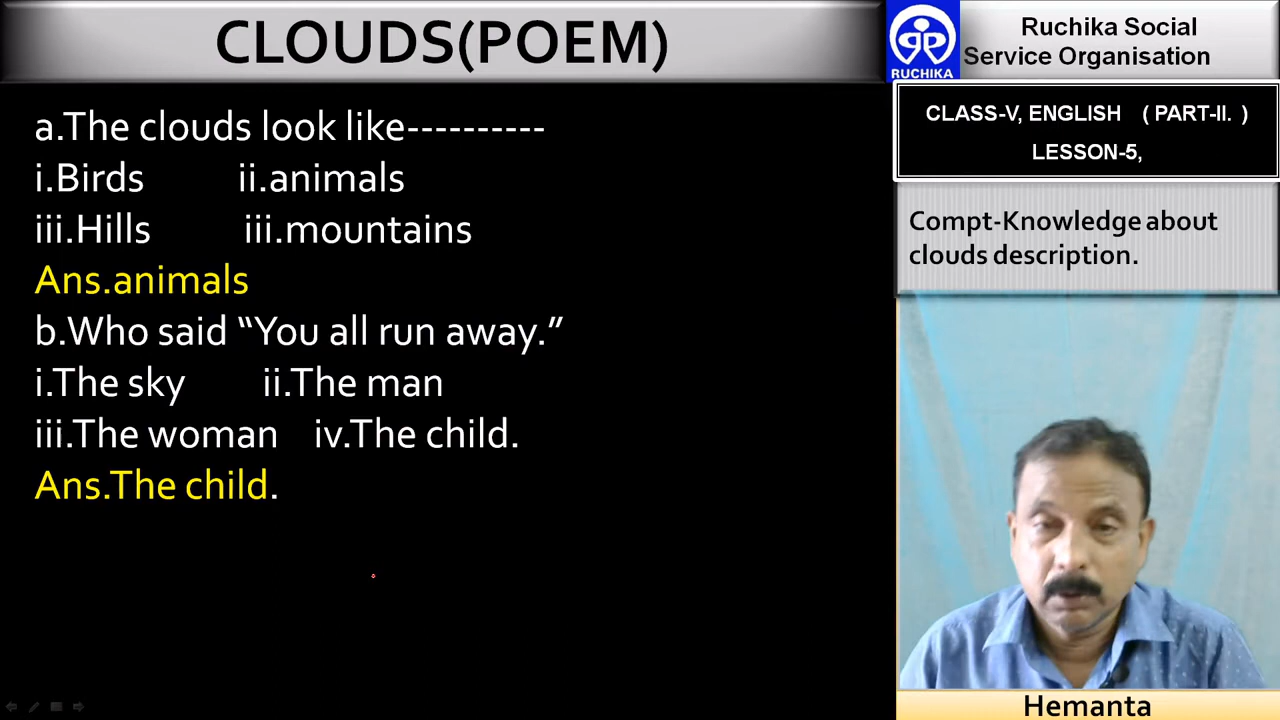 CLOUDS(POEM)
a.The clouds look like----------
i.Birds ii.animals
iii.Hills iii.mountains
Ans.animals
b.Who said “You all run away.”
i.The sky ii.The man
iii.The woman iv.The child.
Ans.The child.
RUCHIKA
Ruchika Social
Service Organisation
CLASS-V, ENGLISH ( PART-II. )
LESSON-5,
Compt-Knowledge about
clouds description.
Hemanta